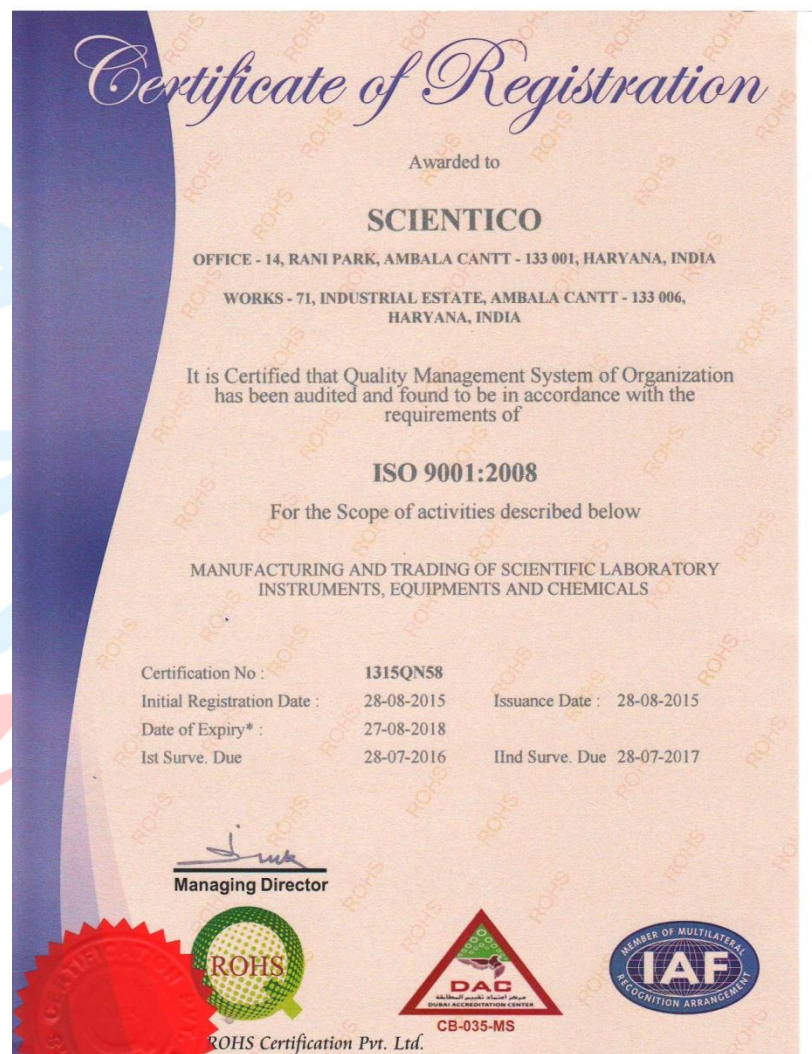 Certificate of Registration
Awarded to
SCIENTICO
OFFICE - 14, RANI PARK, AMBALA CANTT - 133 001, HARYANA, INDIA
WORKS - 71, INDUSTRIAL ESTATE, AMBALA CANTT - 133 006,
HARYANA, INDIA
It is Certified that Quality Management System of Organization
has been audited and found to be in accordance with the
requirements of
ISO 9001:2008
For the Scope of activities described below
MANUFACTURING AND TRADING OF SCIENTIFIC LABORATORY
INSTRUMENTS, EQUIPMENTS AND CHEMICALS
Certification No : 1315QN58
Initial Registration Date : 28-08-2015 Issuance Date : 28-08-2015
Date of Expiry* : 27-08-2018
Ist Surve. Due 28-07-2016 IInd Surve. Due 28-07-2017
Managing Director
ROHS
DAC
مركز اعتماد تقييم المطابقة
DUBAI ACCREDITATION CENTER
CB-035-MS
MEMBER OF MULTILATERAL
IAF
RECOGNITION ARRANGEMENT
ROHS Certification Pvt. Ltd.